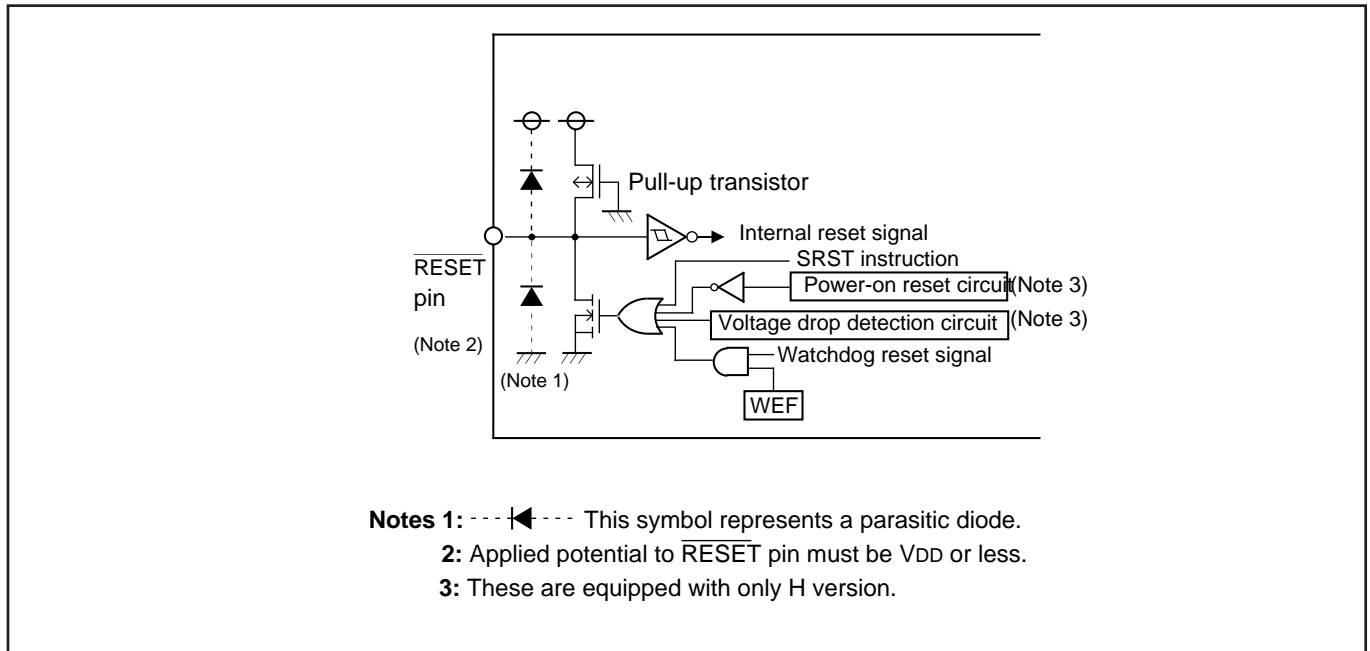 Pull-up transistor
Internal reset signal
RESET
pin
(Note 2)
SRST instruction
Power-on reset circuit(Note 3)
Voltage drop detection circuit (Note 3)
Watchdog reset signal
(Note 1)
WEF
Notes 1: This symbol represents a parasitic diode.
2: Applied potential to RESET pin must be VDD or less.
3: These are equipped with only H version.